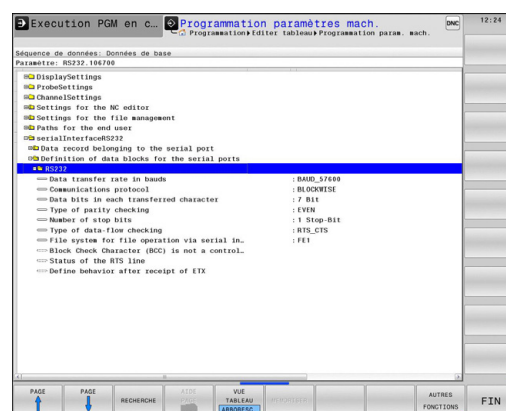 Execution PGM en c…
Programmation paramètres mach.
DNC
12:24
Programmation Editer tableau Programmation param. mach.
Séquence de données: Données de base
Paramètre: RS232.106700
DisplaySettings
ProbeSettings
ChannelSettings
Settings for the NC editor
Settings for the file management
Paths for the end user
serialInterfaceRS232
Data record belonging to the serial port
Definition of data blocks for the serial ports
RS232
Data transfer rate in bauds : BAUD_57600
Communications protocol : BLOCKWISE
Data bits in each transferred character : 7 Bit
Type of parity checking : EVEN
Number of stop bits : 1 Stop-Bit
Type of data-flow checking : RTS_CTS
File system for file operation via serial in… : FE1
Block Check Character (BCC) is not a control…
Status of the RTS line
Define behavior after receipt of ETX
PAGE
PAGE
RECHERCHE
AIDE
VUE
TABLEAU
ARBORESC.
AUTRES
FONCTIONS
FIN